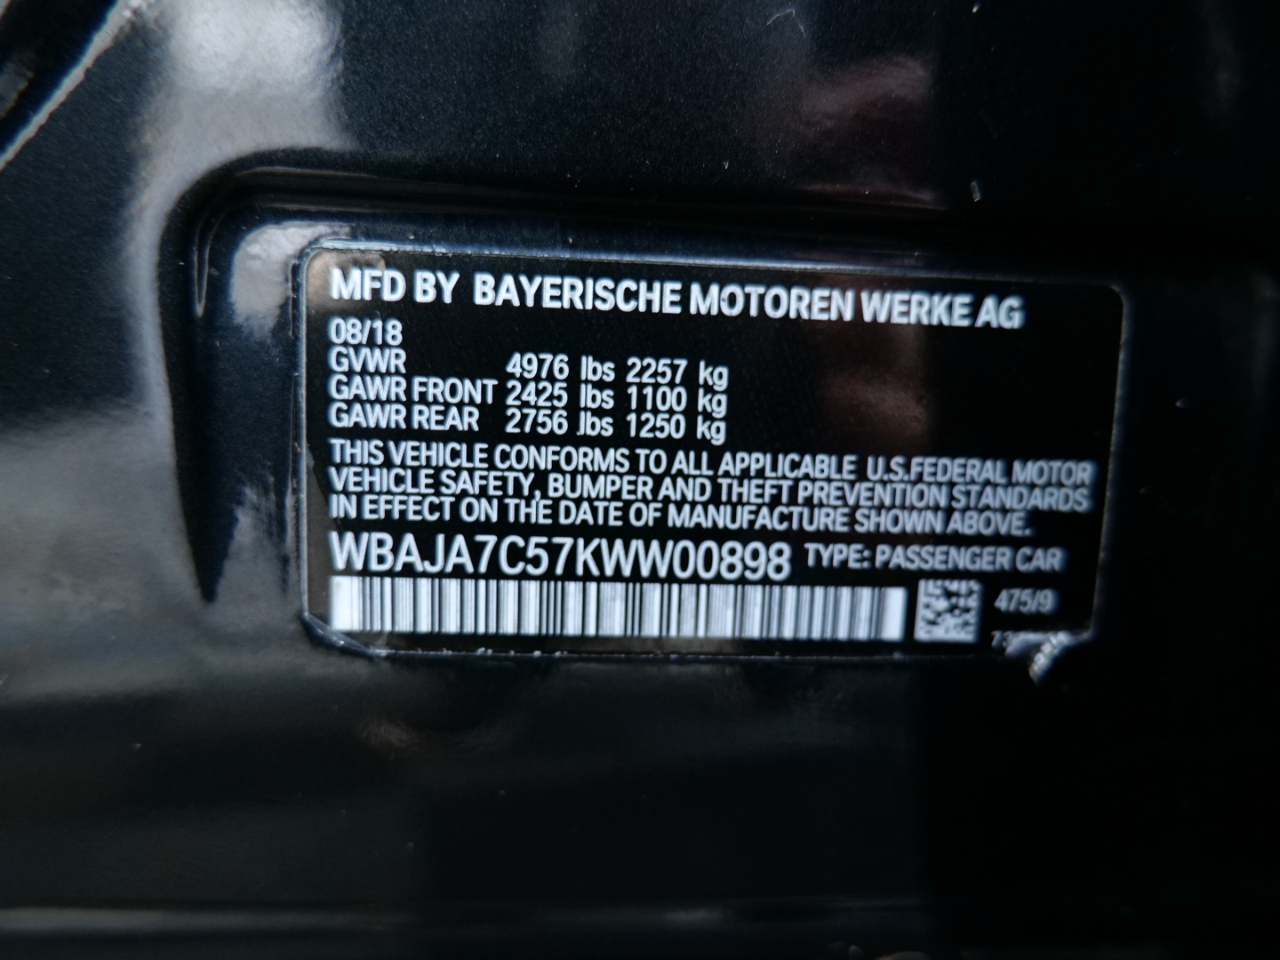 MFD BY BAYERISCHE MOTOREN WERKE AG
08/18
GVWR 4976 lbs 2257 kg
GAWR FRONT 2425 lbs 1100 kg
GAWR REAR 2756 lbs 1250 kg
THIS VEHICLE CONFORMS TO ALL APPLICABLE U.S.FEDERAL MOTOR
VEHICLE SAFETY, BUMPER AND THEFT PREVENTION STANDARDS
IN EFFECT ON THE DATE OF MANUFACTURE SHOWN ABOVE.
WBAJA7C57KWW00898 TYPE: PASSENGER CAR
475/9